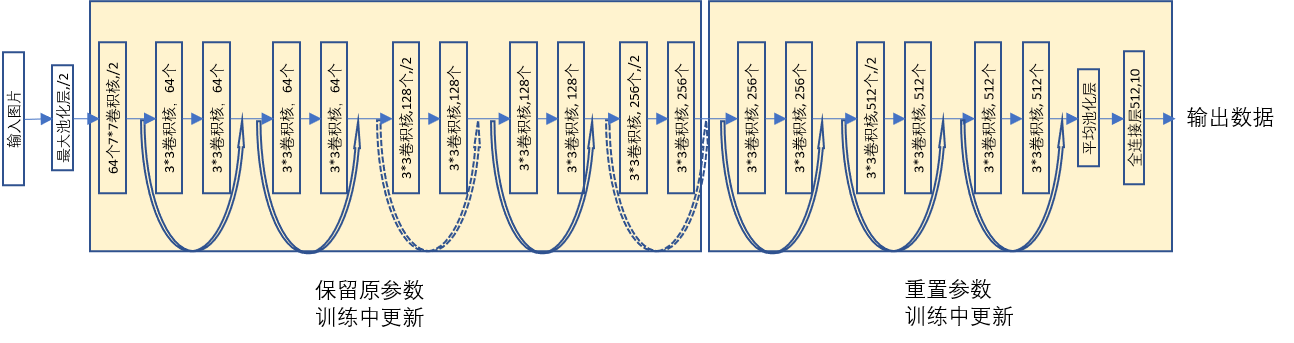 输入图片
最大池化层,/2
64个7*7卷积核,/2
3*3卷积核、64个
3*3卷积核、64个
3*3卷积核、64个
3*3卷积核、64个
3*3卷积核,128个,/2
3*3卷积核,128个
3*3卷积核,128个
3*3卷积核, 128个
3*3卷积核, 256个,/2
3*3卷积核, 256个
3*3卷积核, 256个
3*3卷积核, 256个
3*3卷积核,512个,/2
3*3卷积核, 512个
3*3卷积核, 512个
3*3卷积核, 512个
平均池化层
全连接层512,10
输出数据
保留原参数
训练中更新
重置参数
训练中更新